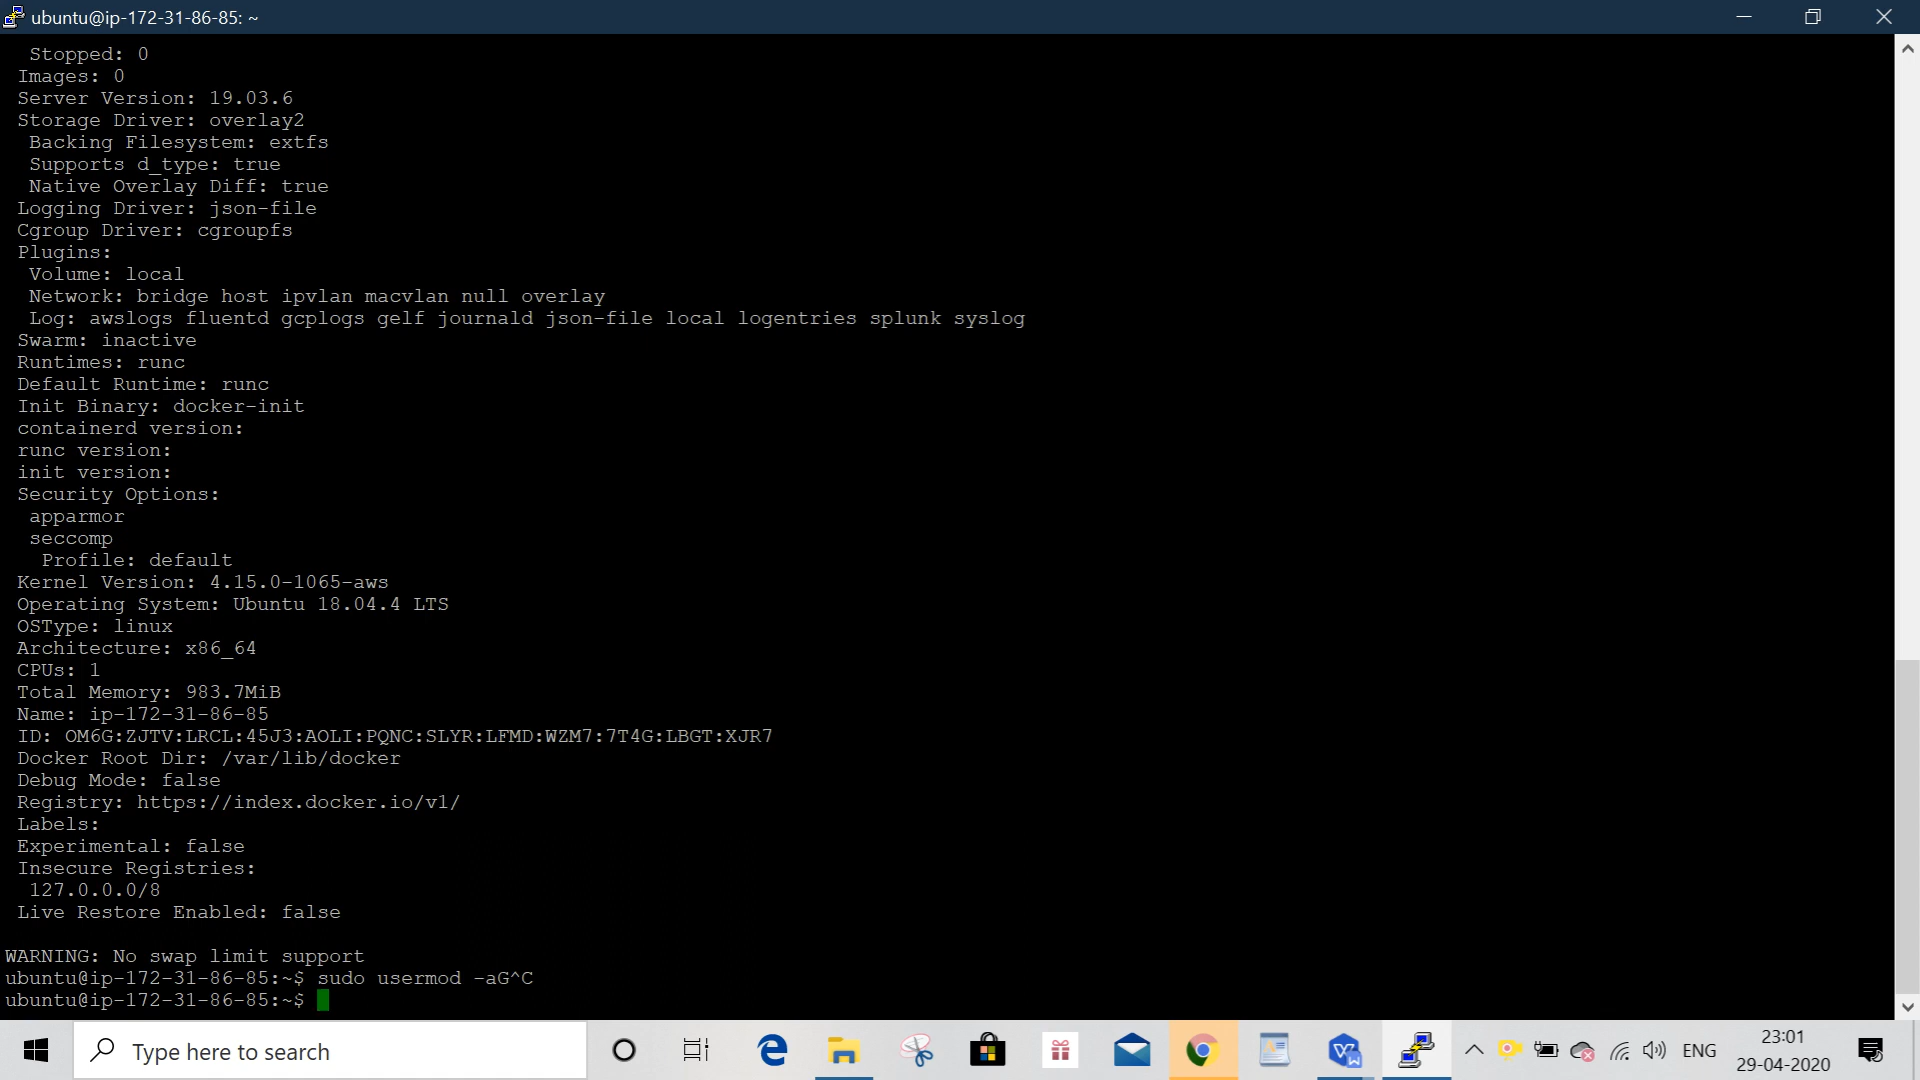 ubuntu@ip-172-31-86-85: ~
Stopped: 0
Images: 0
Server Version: 19.03.6
Storage Driver: overlay2
Backing Filesystem: extfs
Supports d_type: true
Native Overlay Diff: true
Logging Driver: json-file
Cgroup Driver: cgroupfs
Plugins:
Volume: local
Network: bridge host ipvlan macvlan null overlay
Log: awslogs fluentd gcplogs gelf journald json-file local logentries splunk syslog
Swarm: inactive
Runtimes: runc
Default Runtime: runc
Init Binary: docker-init
containerd version:
runc version:
init version:
Security Options:
apparmor
seccomp
Profile: default
Kernel Version: 4.15.0-1065-aws
Operating System: Ubuntu 18.04.4 LTS
OSType: linux
Architecture: x86_64
CPUs: 1
Total Memory: 983.7MiB
Name: ip-172-31-86-85
ID: OM6G:ZJTV:LRCL:45J3:AOLI:PQNC:SLYR:LFMD:WZM7:7T4G:LBGT:XJR7
Docker Root Dir: /var/lib/docker
Debug Mode: false
Registry: https://index.docker.io/v1/
Labels:
Experimental: false
Insecure Registries:
127.0.0.0/8
Live Restore Enabled: false
WARNING: No swap limit support
ubuntu@ip-172-31-86-85:~$ sudo usermod -aG^C
ubuntu@ip-172-31-86-85:~$
Type here to search
ENG
23:01
29-04-2020